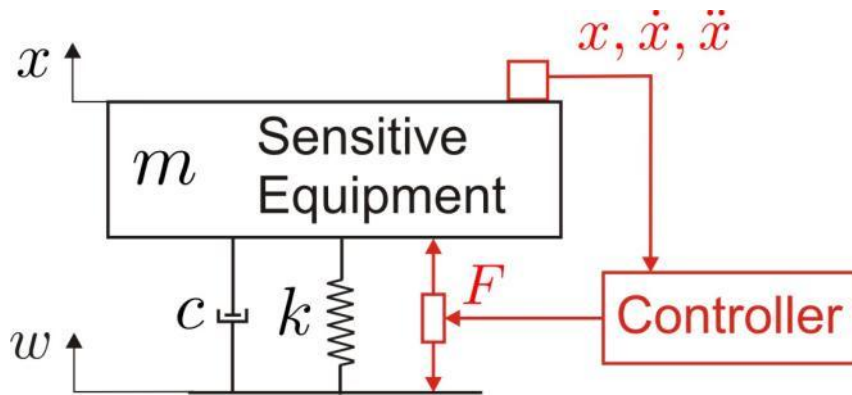 x, ẋ, ẍ
x
m
Sensitive
Equipment
c
k
F
Controller
w